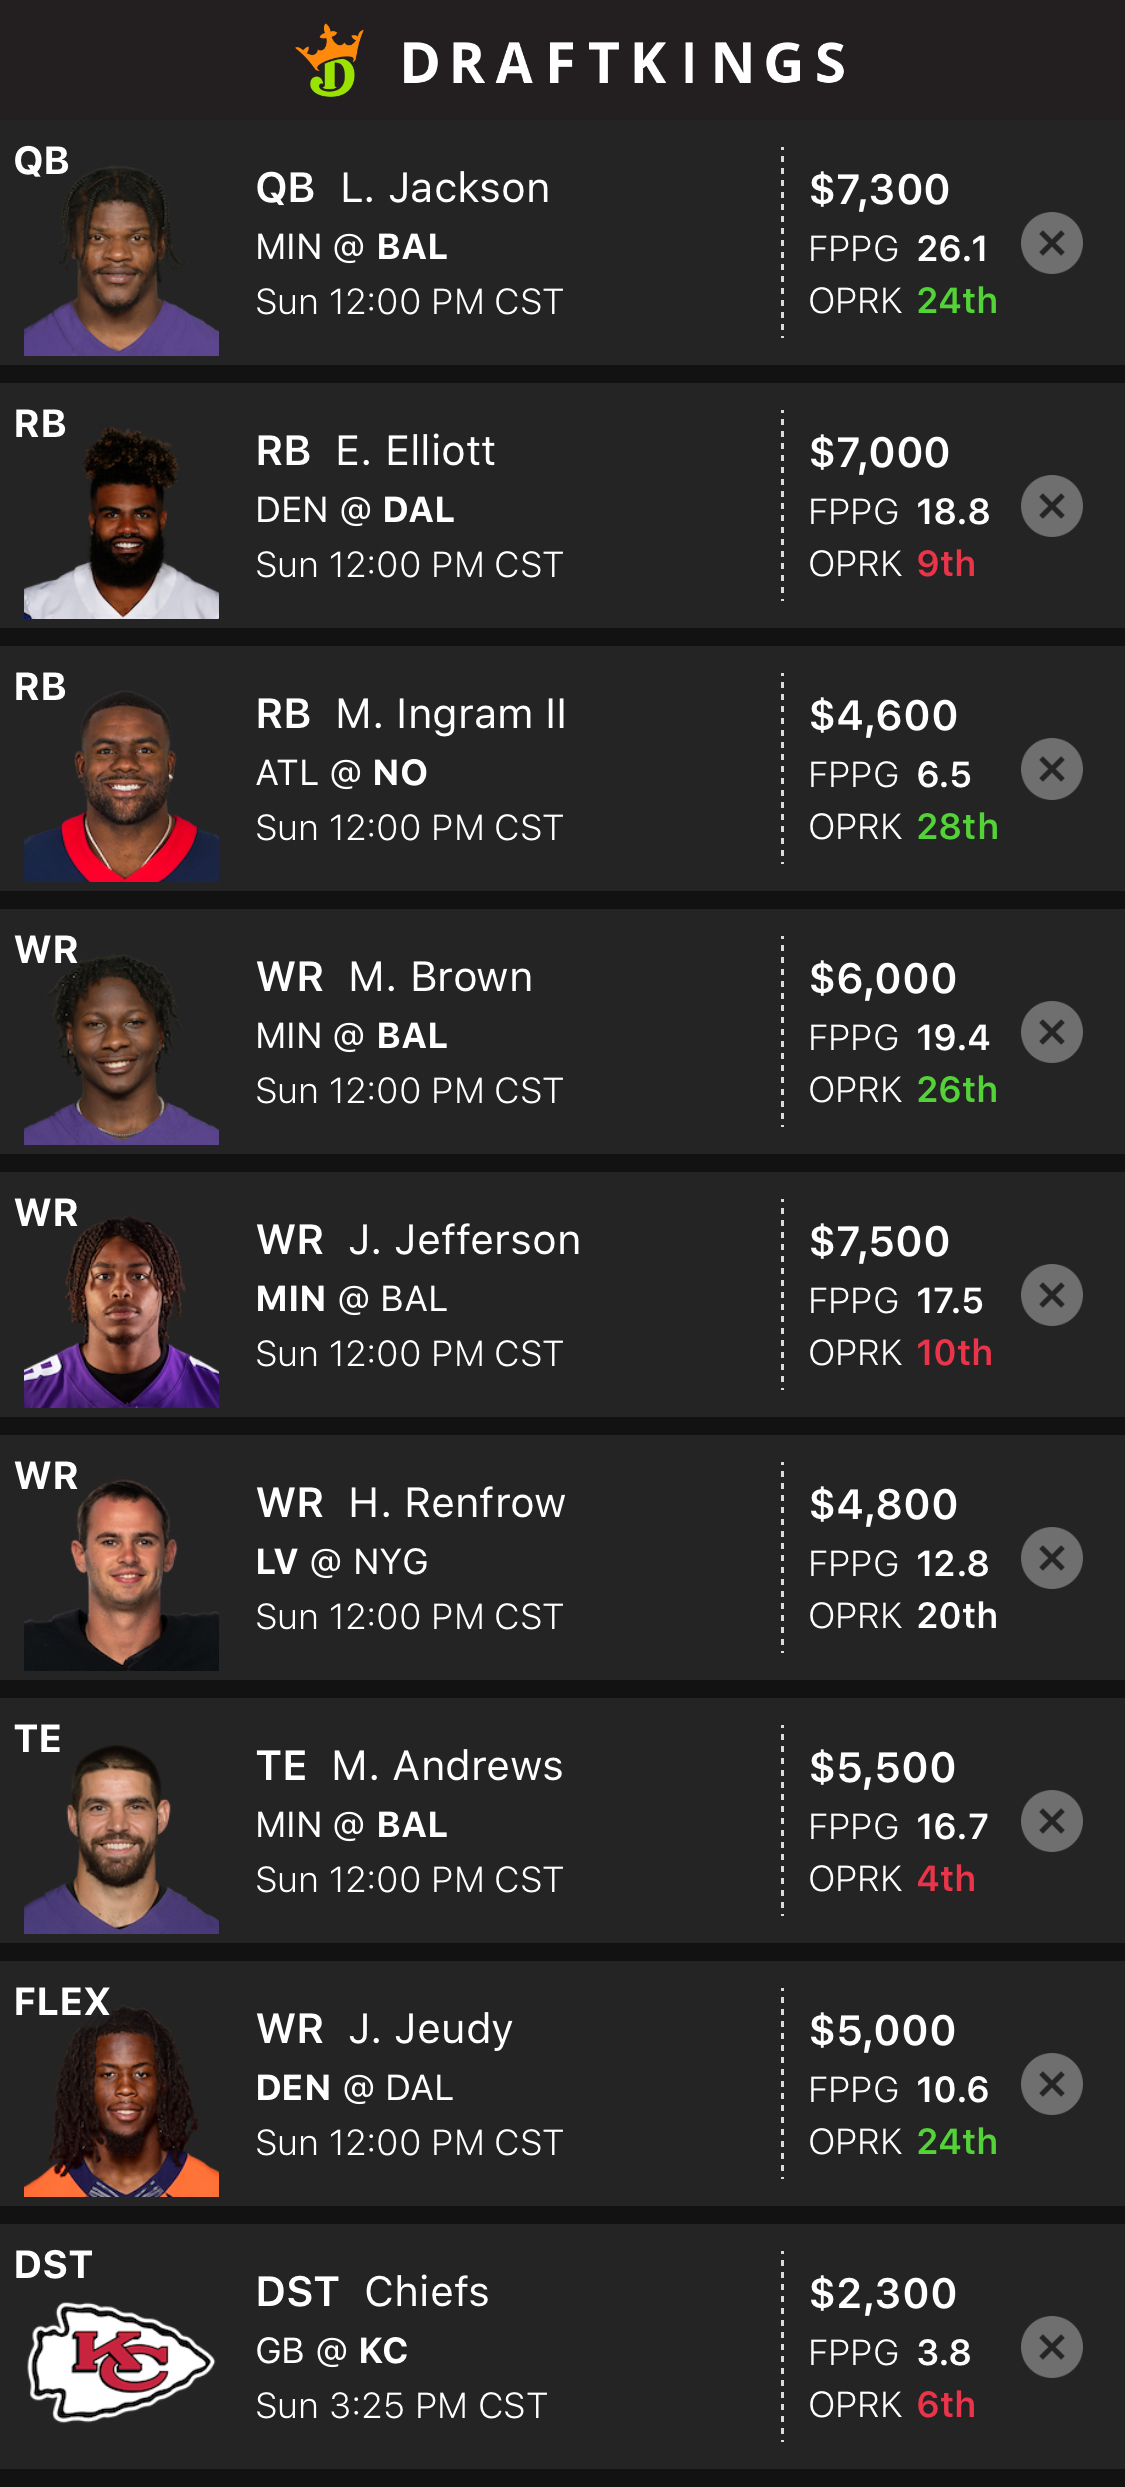 DRAFTKINGS
QB
QB L. Jackson
MIN @ BAL
Sun 12:00 PM CST
$7,300
FPPG 26.1
OPRK 24th
RB
RB E. Elliott
DEN @ DAL
Sun 12:00 PM CST
$7,000
FPPG 18.8
OPRK 9th
RB
RB M. Ingram II
ATL @ NO
Sun 12:00 PM CST
$4,600
FPPG 6.5
OPRK 28th
WR
WR M. Brown
MIN @ BAL
Sun 12:00 PM CST
$6,000
FPPG 19.4
OPRK 26th
WR
WR J. Jefferson
MIN @ BAL
Sun 12:00 PM CST
$7,500
FPPG 17.5
OPRK 10th
WR
WR H. Renfrow
LV @ NYG
Sun 12:00 PM CST
$4,800
FPPG 12.8
OPRK 20th
TE
TE M. Andrews
MIN @ BAL
Sun 12:00 PM CST
$5,500
FPPG 16.7
OPRK 4th
FLEX
WR J. Jeudy
DEN @ DAL
Sun 12:00 PM CST
$5,000
FPPG 10.6
OPRK 24th
DST
KC
DST Chiefs
GB @ KC
Sun 3:25 PM CST
$2,300
FPPG 3.8
OPRK 6th